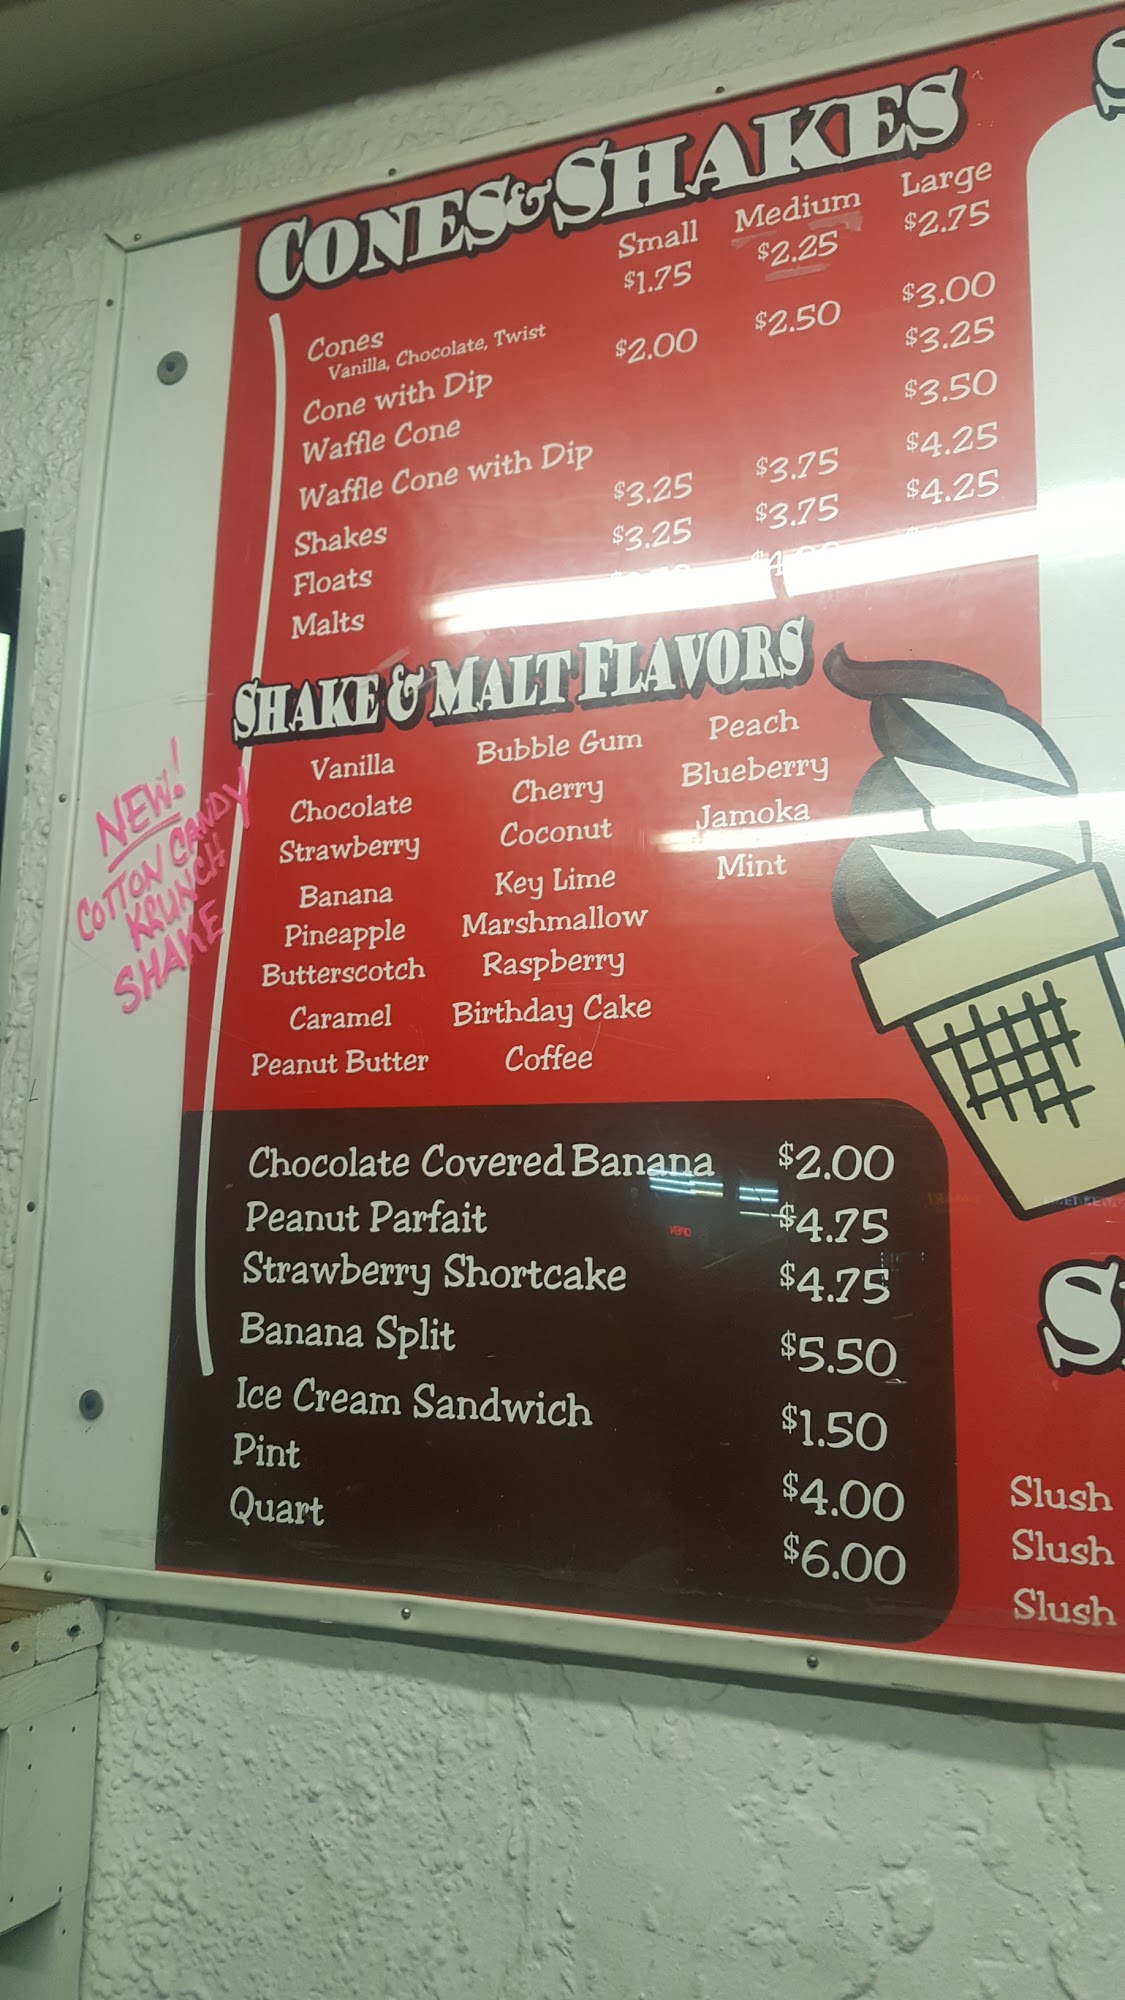 CONES & SHAKES
Small Medium Large
Cones $1.75 $2.25 $2.75
Vanilla, Chocolate, Twist
Cone with Dip $2.00 $2.50 $3.00
Waffle Cone $3.25
Waffle Cone with Dip $3.50
Shakes $3.25 $3.75 $4.25
Floats $3.25 $3.75 $4.25
Malts
SHAKE & MALT FLAVORS
Vanilla Bubble Gum Peach
Chocolate Cherry Blueberry
Strawberry Coconut Jamoka
Banana Key Lime Mint
Pineapple Marshmallow
Butterscotch Raspberry
Caramel Birthday Cake
Peanut Butter Coffee
NEW!
COTTON CANDY
KRUNCH
SHAKE
Chocolate Covered Banana $2.00
Peanut Parfait $4.75
Strawberry Shortcake $4.75
Banana Split $5.50
Ice Cream Sandwich $1.50
Pint $4.00
Quart $6.00
Slush
Slush
Slush